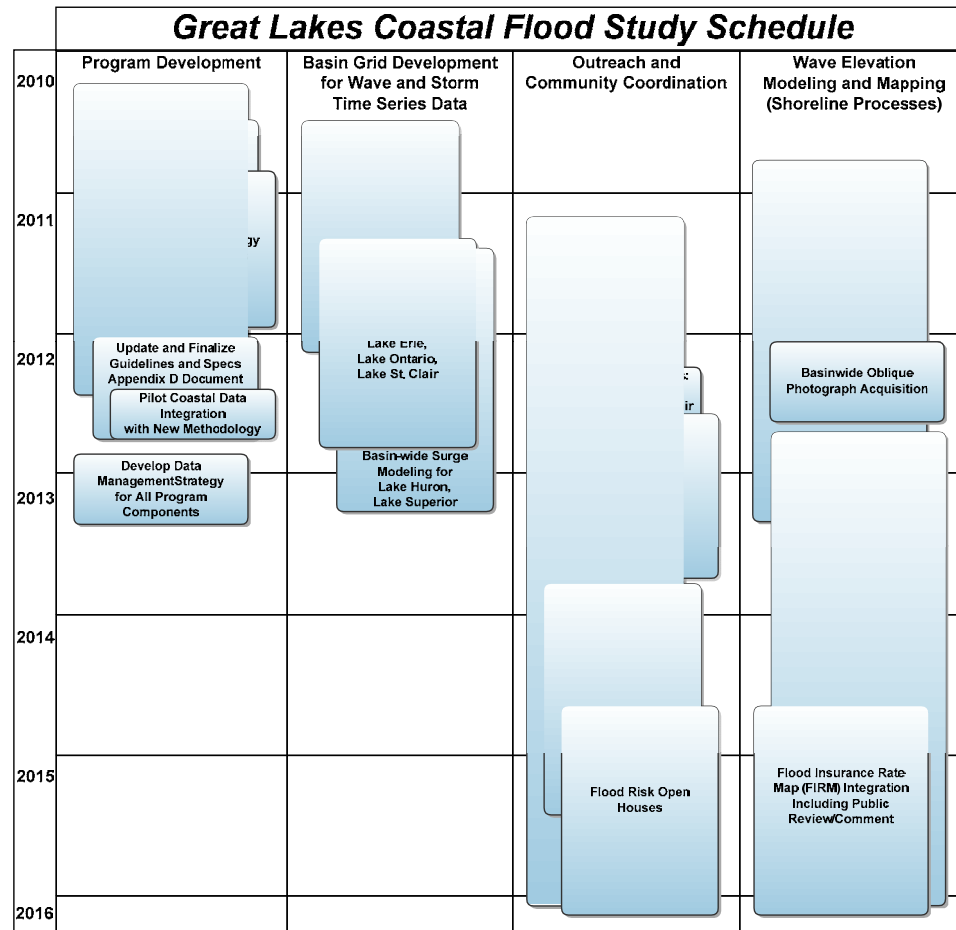 Great Lakes Coastal Flood Study Schedule
Program Development
Basin Grid Development
for Wave and Storm
Time Series Data
Outreach and
Community Coordination
Wave Elevation
Modeling and Mapping
(Shoreline Processes)
2010
2011
gy
2012
Update and Finalize
Guidelines and Specs
Appendix D Document
Pilot Coastal Data
Integration
with New Methodology
Lake Erie,
Lake Ontario,
Lake St. Clair
Basinwide Oblique
Photograph Acquisition
2013
Develop Data
ManagementStrategy
for All Program
Components
Basin-wide Surge
Modeling for
Lake Huron,
Lake Superior
2014
2015
Flood Risk Open
Houses
Flood Insurance Rate
Map (FIRM) Integration
Including Public
Review/Comment
2016